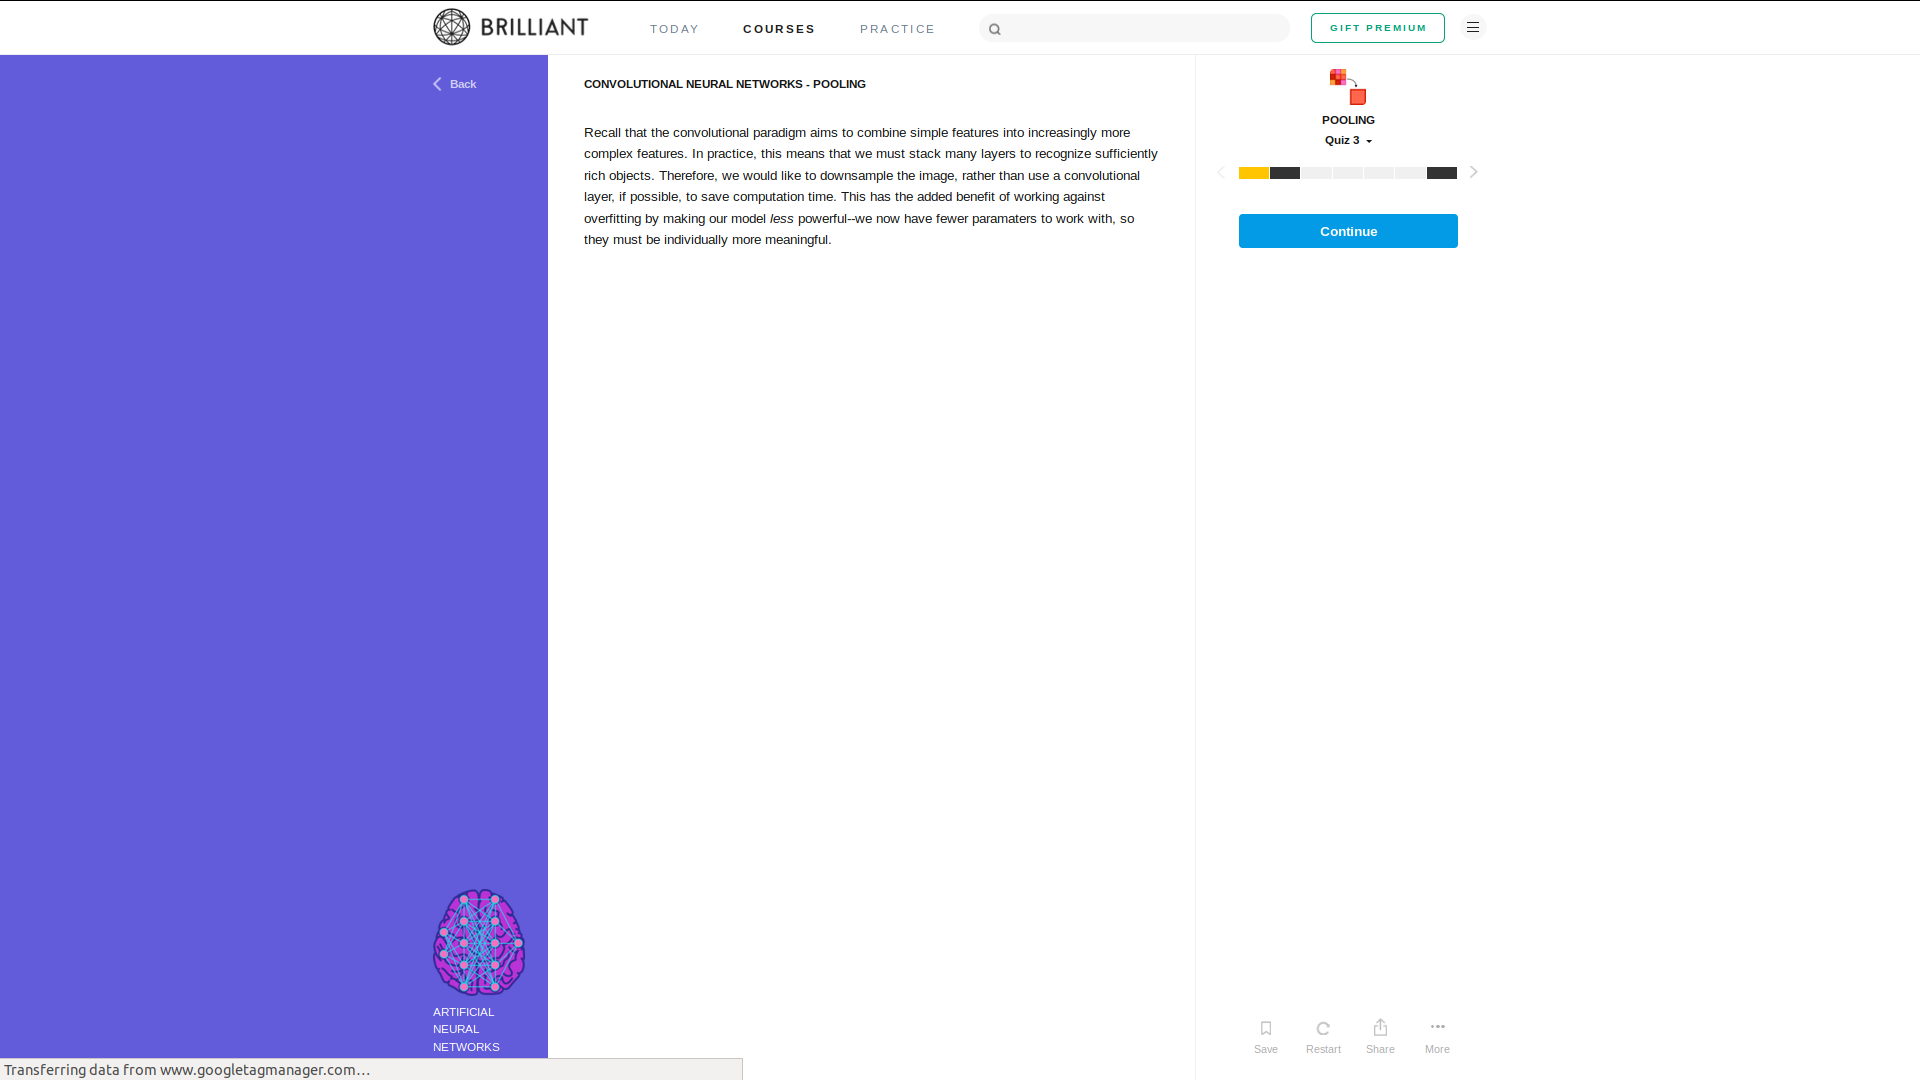 BRILLIANT
TODAY
COURSES
PRACTICE
GIFT PREMIUM
Back
CONVOLUTIONAL NEURAL NETWORKS - POOLING
Recall that the convolutional paradigm aims to combine simple features into increasingly more
complex features. In practice, this means that we must stack many layers to recognize sufficiently
rich objects. Therefore, we would like to downsample the image, rather than use a convolutional
layer, if possible, to save computation time. This has the added benefit of working against
overfitting by making our model less powerful--we now have fewer paramaters to work with, so
they must be individually more meaningful.
POOLING
Quiz 3
Continue
ARTIFICIAL
NEURAL
NETWORKS
Save
Restart
Share
More
Transferring data from www.googletagmanager.com...